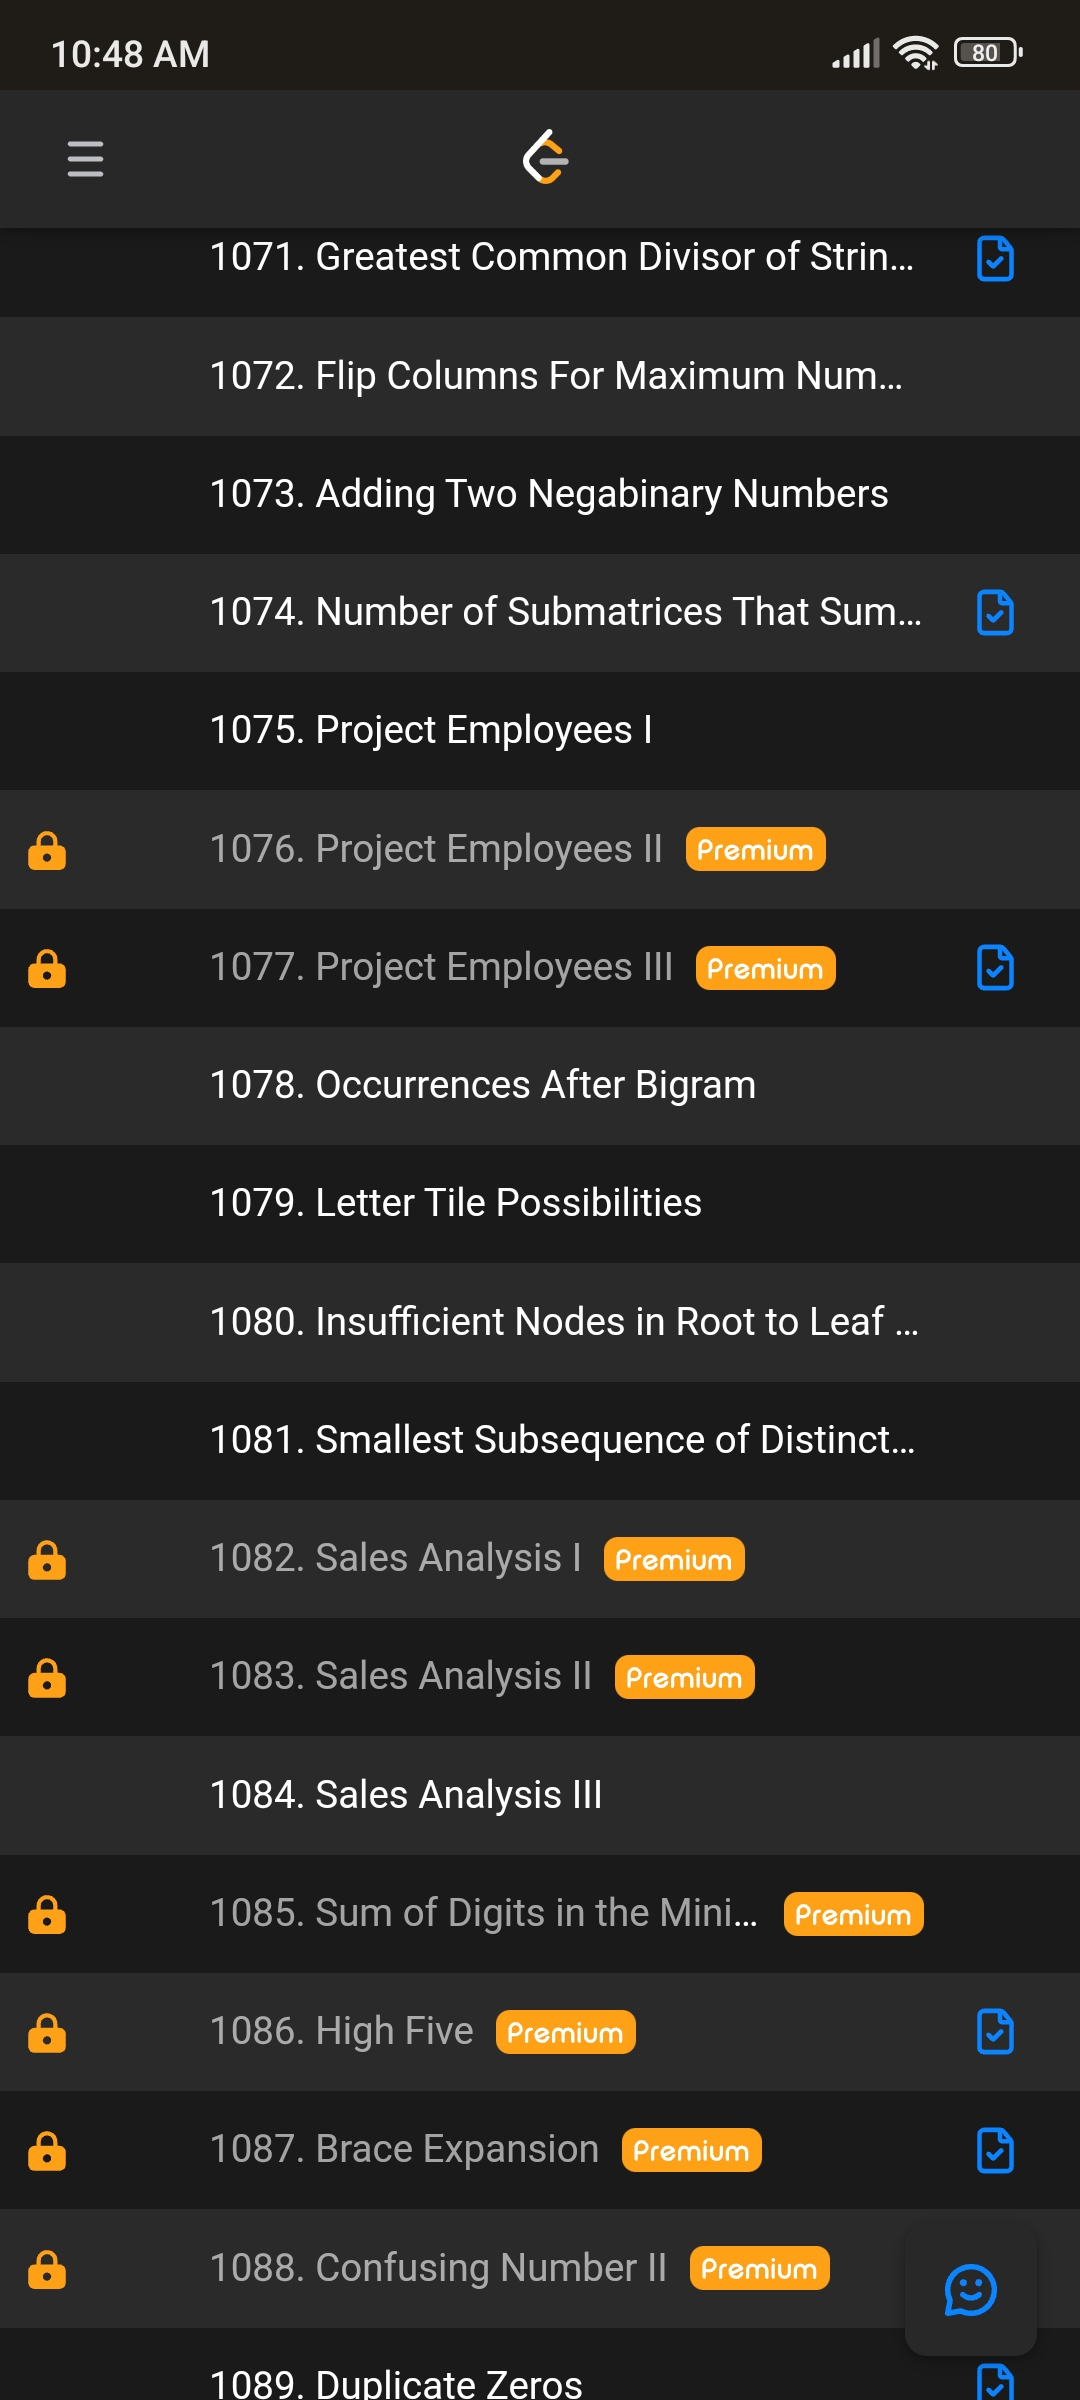 10:48 AM 80
1071. Greatest Common Divisor of Strin...
1072. Flip Columns For Maximum Num...
1073. Adding Two Negabinary Numbers
1074. Number of Submatrices That Sum...
1075. Project Employees I
1076. Project Employees II Premium
1077. Project Employees III Premium
1078. Occurrences After Bigram
1079. Letter Tile Possibilities
1080. Insufficient Nodes in Root to Leaf ...
1081. Smallest Subsequence of Distinct...
1082. Sales Analysis I Premium
1083. Sales Analysis II Premium
1084. Sales Analysis III
1085. Sum of Digits in the Mini... Premium
1086. High Five Premium
1087. Brace Expansion Premium
1088. Confusing Number II Premium
1089. Duplicate Zeros